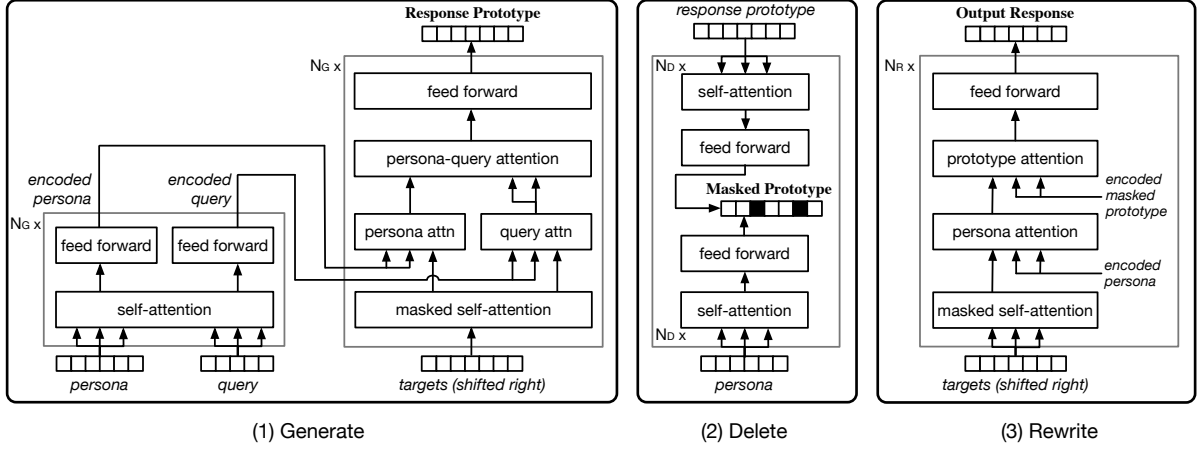 Response Prototype
NG x
feed forward
persona-query attention
encoded
persona
encoded
query
NG x
feed forward
feed forward
persona attn
query attn
self-attention
masked self-attention
persona
query
targets (shifted right)
(1) Generate
response prototype
ND x
self-attention
feed forward
Masked Prototype
feed forward
self-attention
ND x
persona
(2) Delete
Output Response
NR x
feed forward
prototype attention
encoded
masked
prototype
persona attention
encoded
persona
masked self-attention
targets (shifted right)
(3) Rewrite